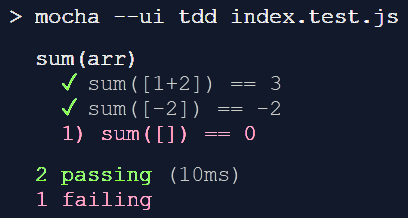 > mocha --ui tdd index.test.js
sum(arr)
✓ sum([1+2]) == 3
✓ sum([-2]) == -2
1) sum([]) == 0
2 passing (10ms)
1 failing